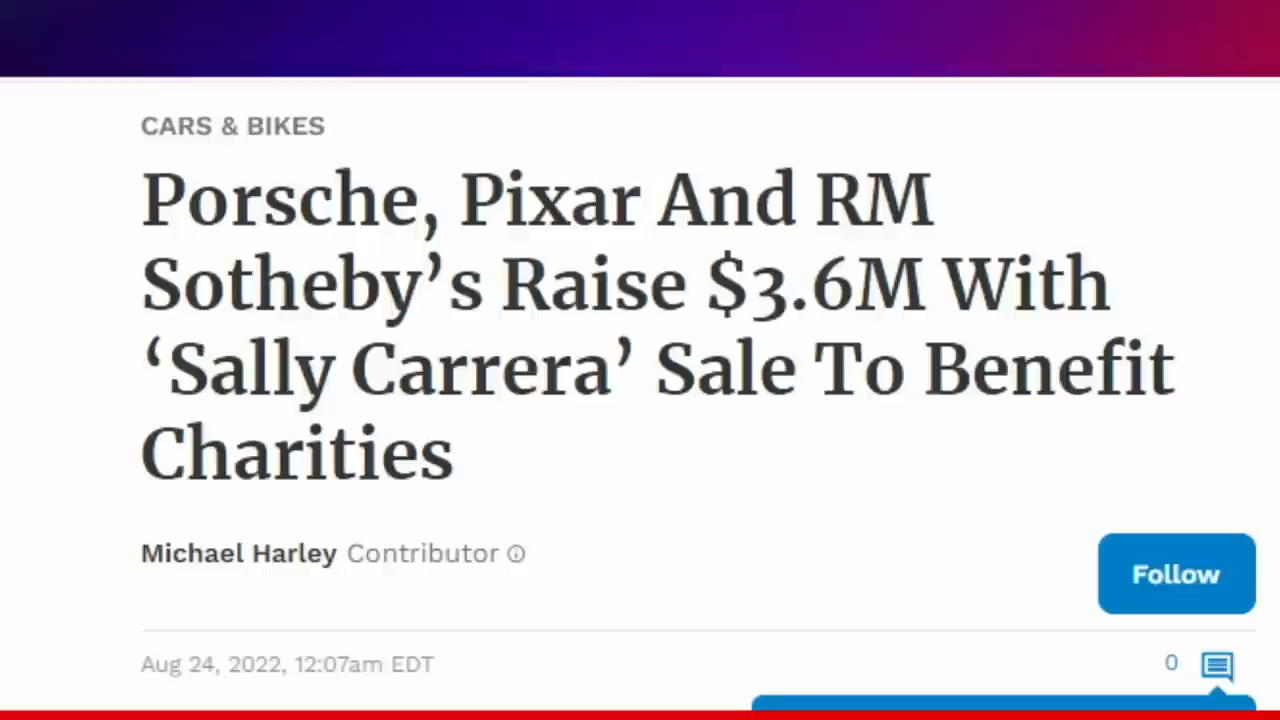 CARS & BIKES
Porsche, Pixar And RM
Sotheby’s Raise $3.6M With
‘Sally Carrera’ Sale To Benefit
Charities
Michael Harley Contributor
Follow
Aug 24, 2022, 12:07am EDT
0